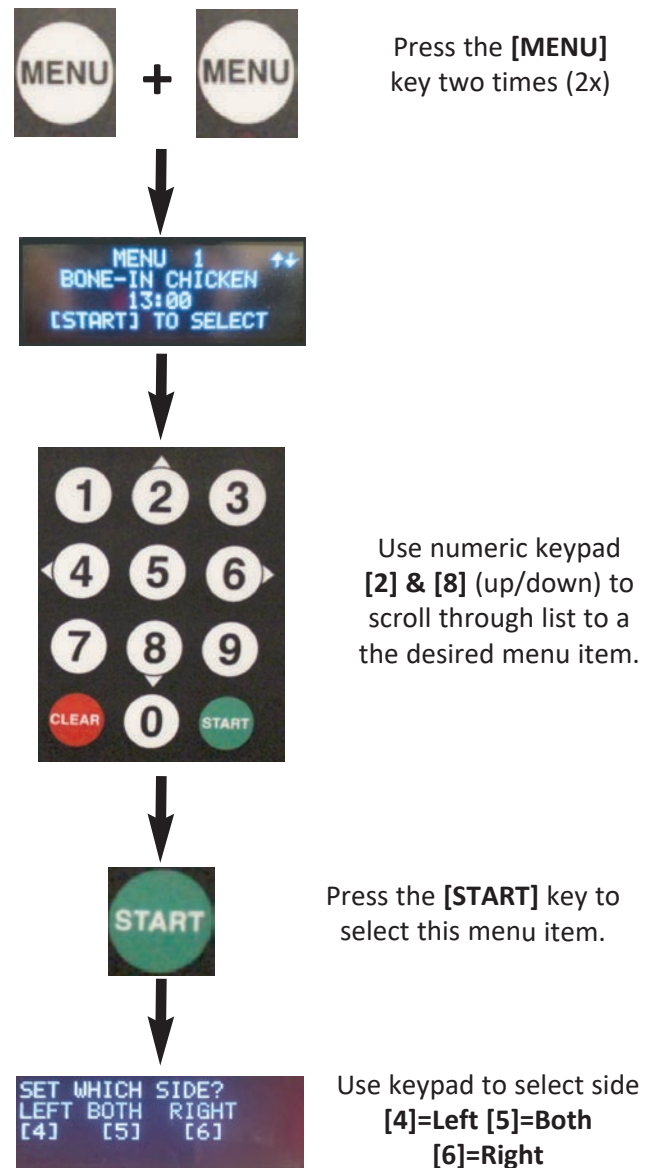 MENU + MENU
Press the [MENU]
key two times (2x)
MENU 1 ↑↓
BONE-IN CHICKEN
13:00
[START] TO SELECT
1 2 3
4 5 6
7 8 9
CLEAR 0 START
Use numeric keypad
[2] & [8] (up/down) to
scroll through list to a
the desired menu item.
START
Press the [START] key to
select this menu item.
SET WHICH SIDE?
LEFT BOTH RIGHT
[4] [5] [6]
Use keypad to select side
[4]=Left [5]=Both
[6]=Right